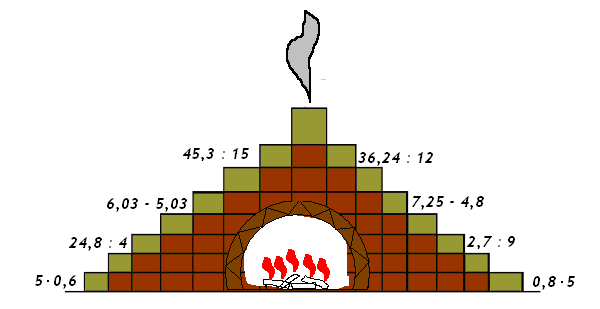 45,3 : 15
36,24 : 12
6,03 - 5,03
7,25 - 4,8
24,8 : 4
2,7 : 9
5·0,6
0,8·5